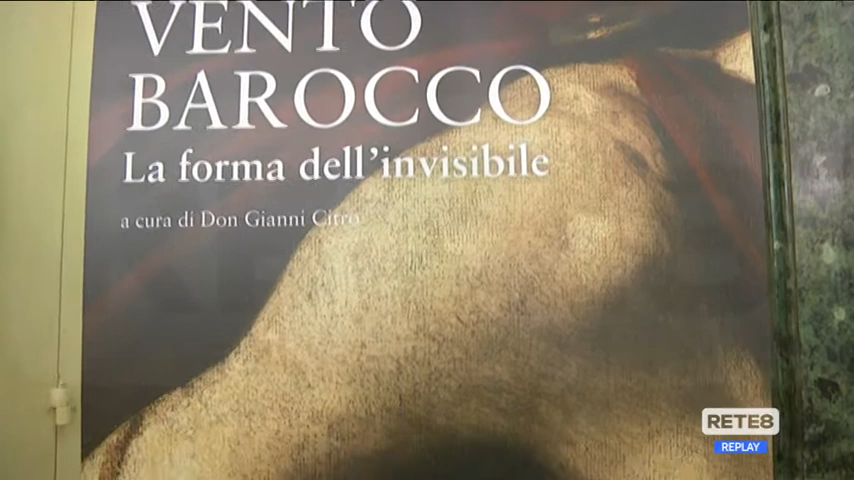 VENTO
BAROCCO
La forma dell'invisibile
a cura di Don Gianni Citro
RETE8
REPLAY